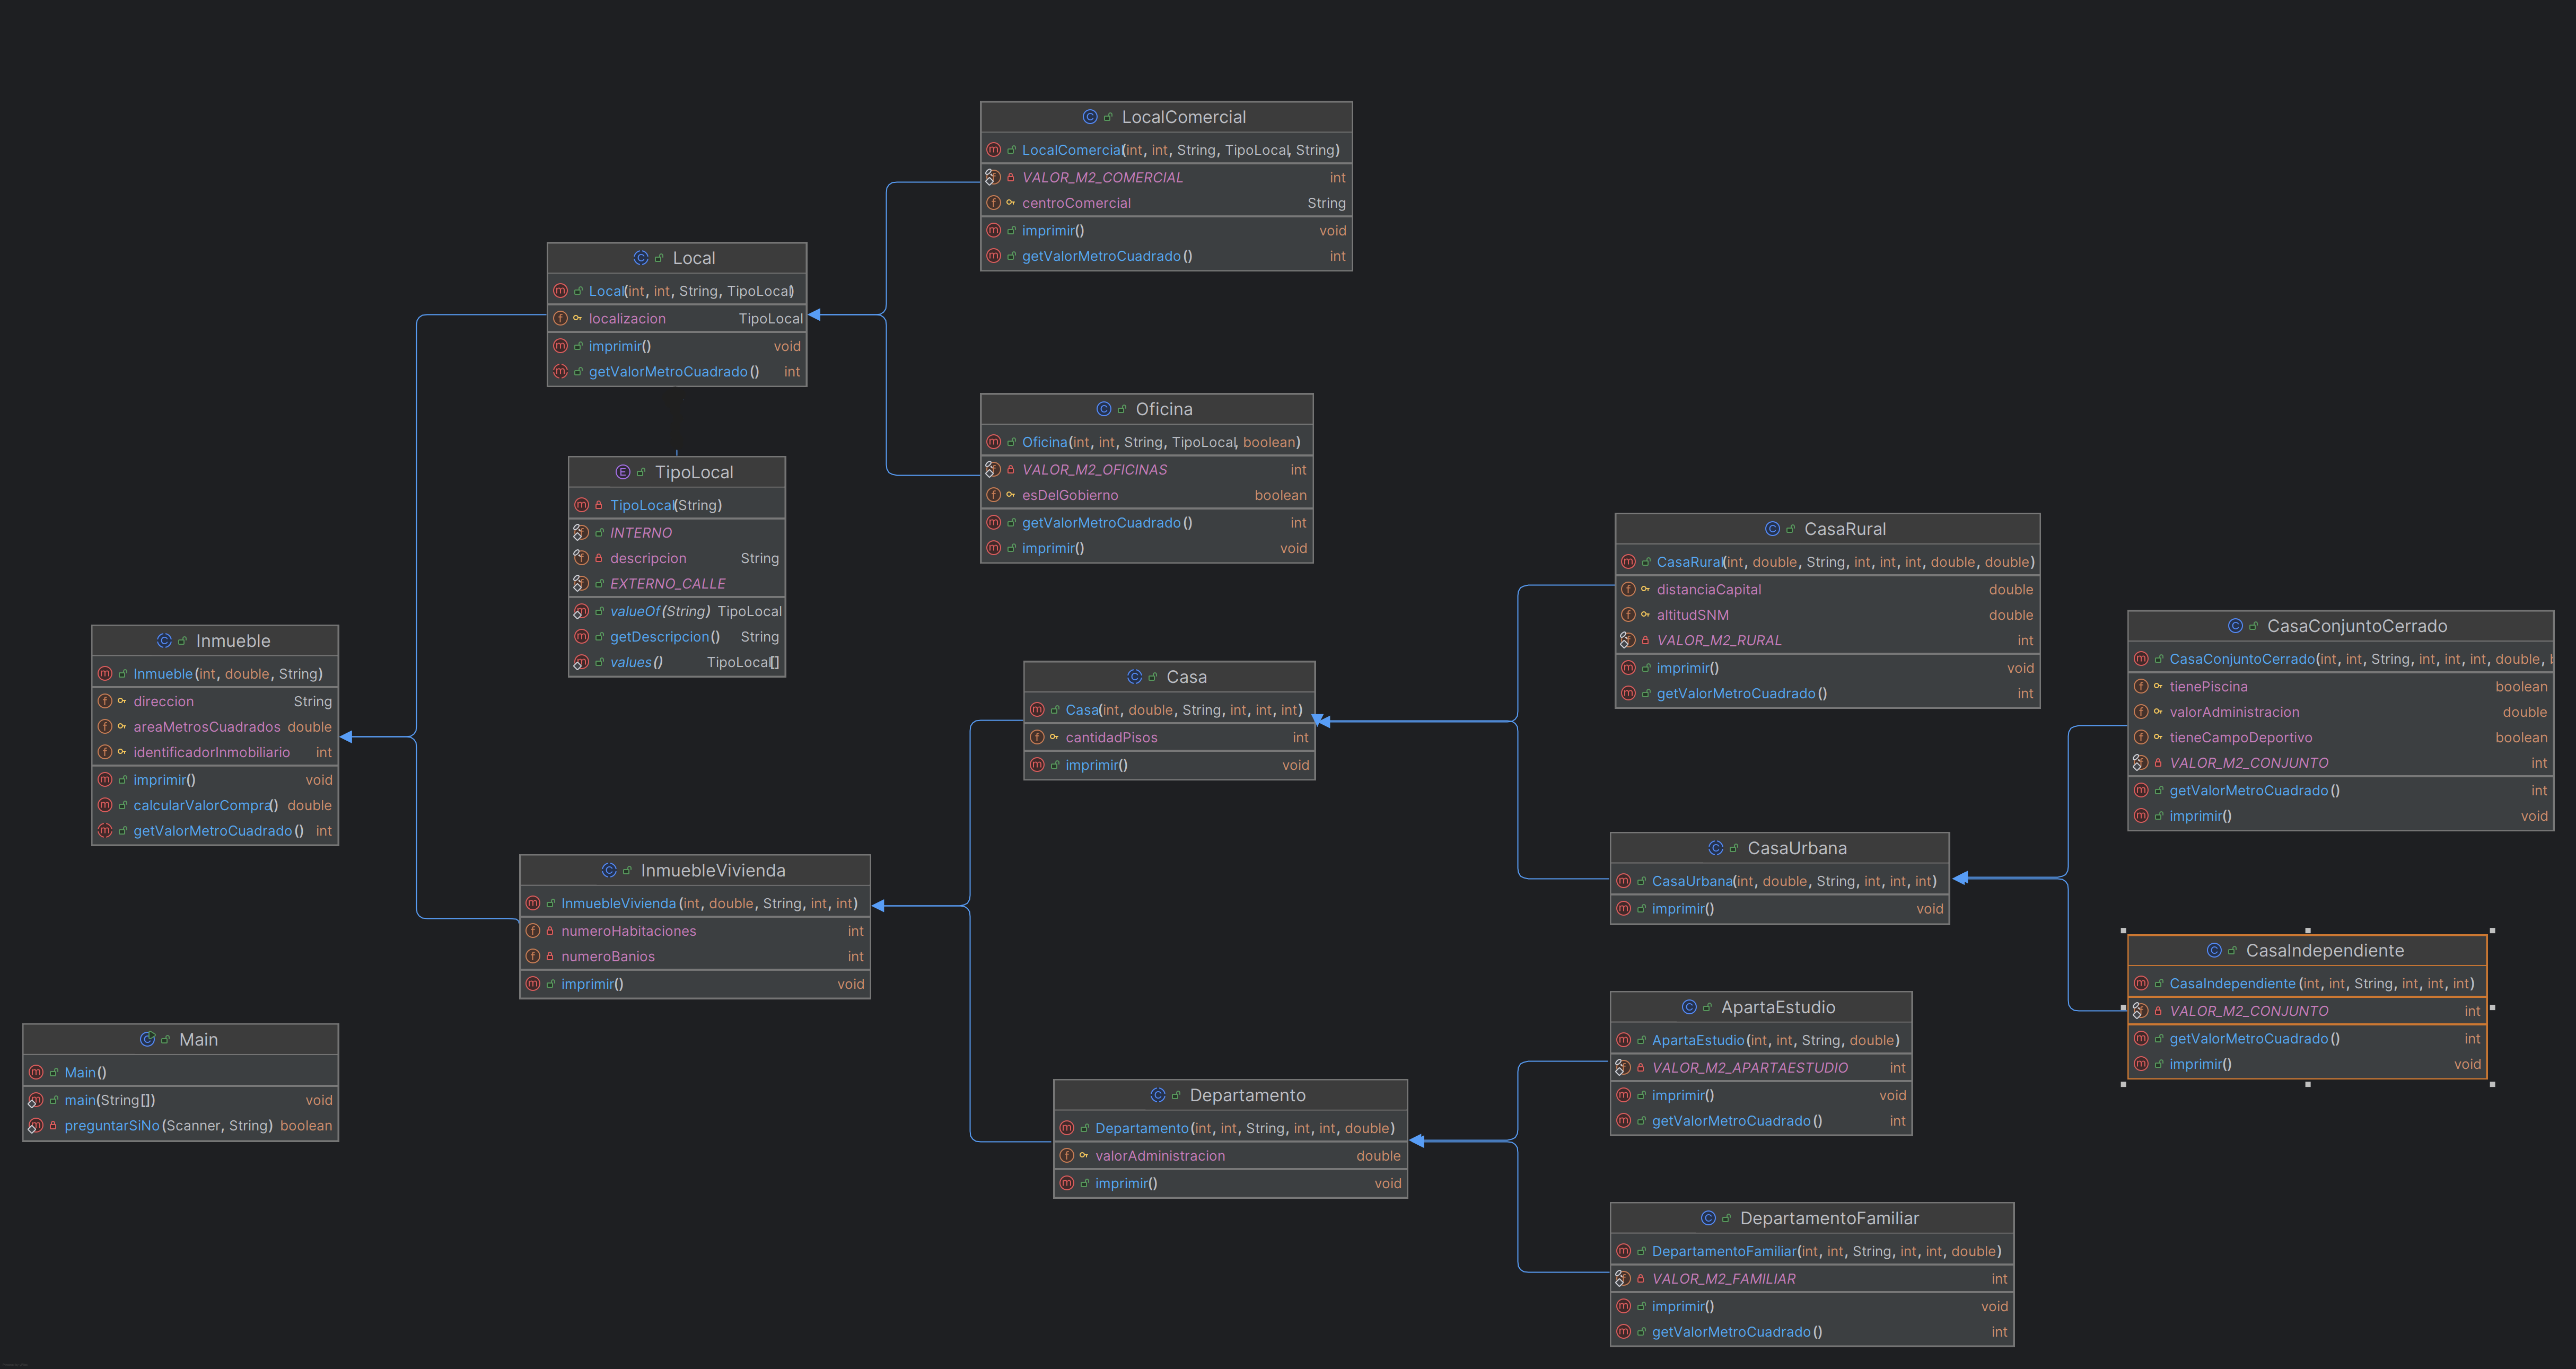 LocalComercial
LocalComercial(int, int, String, TipoLocal, String)
VALOR_M2_COMERCIAL int
centroComercial String
imprimir() void
getValorMetroCuadrado() int
Local
Local(int, int, String, TipoLocal)
localizacion TipoLocal
imprimir() void
getValorMetroCuadrado() int
Oficina
Oficina(int, int, String, TipoLocal, boolean)
VALOR_M2_OFICINAS int
esDelGobierno boolean
getValorMetroCuadrado() int
imprimir() void
TipoLocal
TipoLocal(String)
INTERNO
descripcion String
EXTERNO_CALLE
valueOf(String) TipoLocal
getDescripcion() String
values() TipoLocal[]
CasaRural
CasaRural(int, double, String, int, int, int, double, double)
distanciaCapital double
altitudSNM double
VALOR_M2_RURAL int
imprimir() void
getValorMetroCuadrado() int
Inmueble
Inmueble(int, double, String)
direccion String
areaMetrosCuadrados double
identificadorInmobiliario int
imprimir() void
calcularValorCompra() double
getValorMetroCuadrado() int
Casa
Casa(int, double, String, int, int, int)
cantidadPisos int
imprimir() void
CasaConjuntoCerrado
CasaConjuntoCerrado(int, int, String, int, int, int, double,
tienePiscina boolean
valorAdministracion double
tieneCampoDeportivo boolean
VALOR_M2_CONJUNTO int
getValorMetroCuadrado() int
imprimir() void
InmuebleVivienda
InmuebleVivienda(int, double, String, int, int)
numeroHabitaciones int
numeroBanios int
imprimir() void
CasaUrbana
CasaUrbana(int, double, String, int, int, int)
imprimir() void
CasaIndependiente
CasaIndependiente(int, int, String, int, int, int)
VALOR_M2_CONJUNTO int
getValorMetroCuadrado() int
imprimir() void
Main
Main()
main(String[]) void
preguntarSiNo(Scanner, String) boolean
ApartaEstudio
ApartaEstudio(int, int, String, double)
VALOR_M2_APARTAESTUDIO int
imprimir() void
getValorMetroCuadrado() int
Departamento
Departamento(int, int, String, int, int, double)
valorAdministracion double
imprimir() void
DepartamentoFamiliar
DepartamentoFamiliar(int, int, String, int, int, double)
VALOR_M2_FAMILIAR int
imprimir() void
getValorMetroCuadrado() int